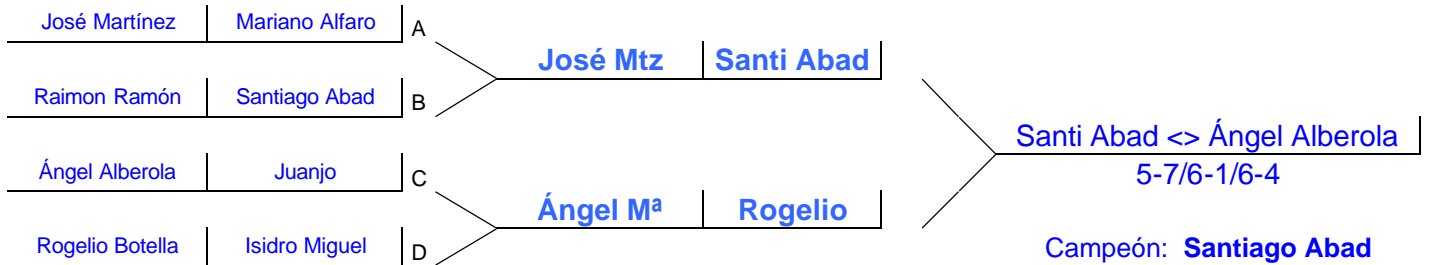 José Martínez Mariano Alfaro A
José Mtz Santi Abad
Raimon Ramón Santiago Abad B
Santi Abad <> Ángel Alberola
5-7/6-1/6-4
Ángel Alberola Juanjo C
Ángel Mª Rogelio
Rogelio Botella Isidro Miguel D
Campeón: Santiago Abad